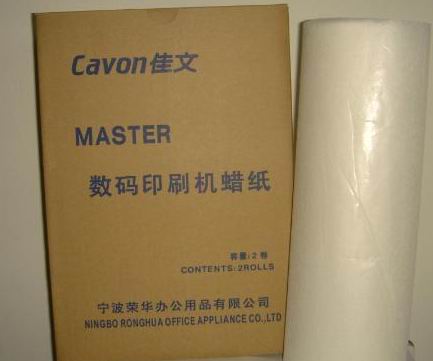 Cavon佳文
MASTER
数码印刷机蜡纸
容量:2卷
CONTENTS:2ROLLS
宁波荣华办公用品有限公司
NINGBO RONGHUA OFFICE APPLIANCE CO.,LTD